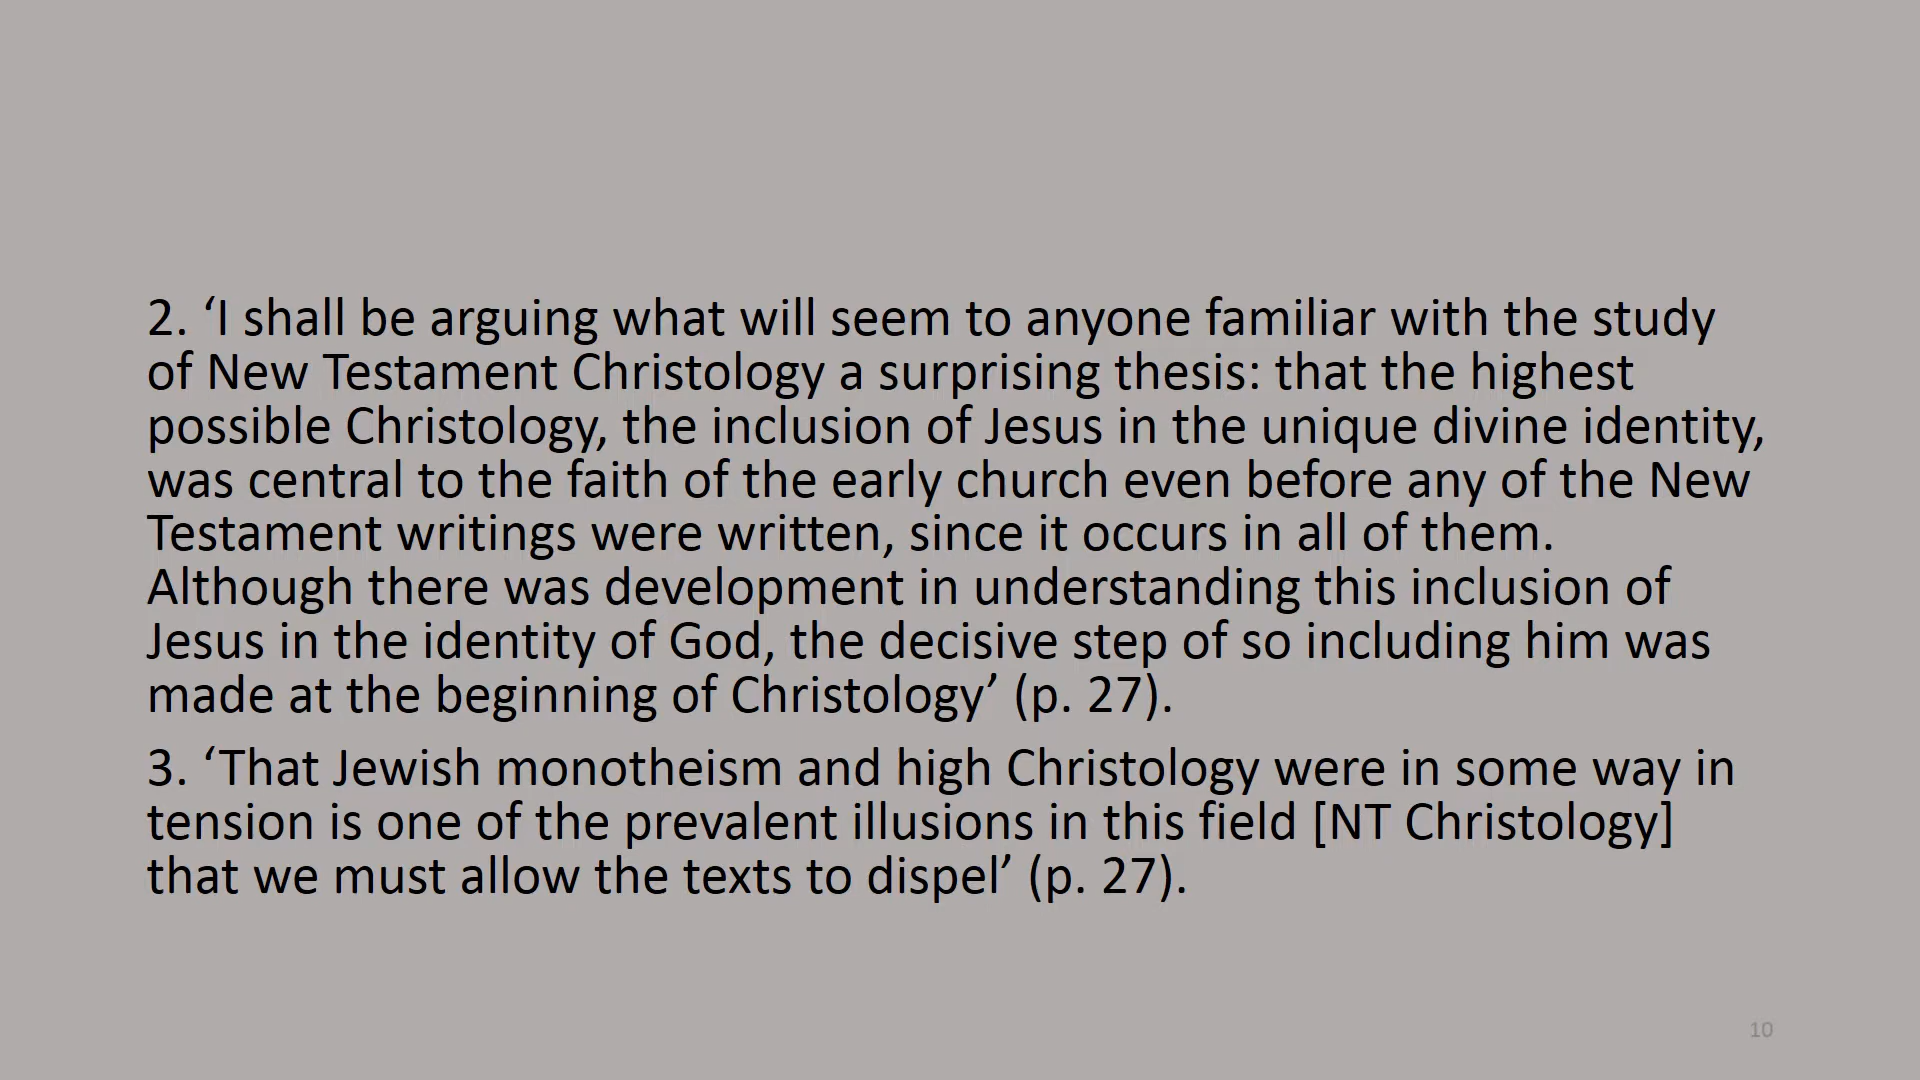 2. ‘I shall be arguing what will seem to anyone familiar with the study
of New Testament Christology a surprising thesis: that the highest
possible Christology, the inclusion of Jesus in the unique divine identity,
was central to the faith of the early church even before any of the New
Testament writings were written, since it occurs in all of them.
Although there was development in understanding this inclusion of
Jesus in the identity of God, the decisive step of so including him was
made at the beginning of Christology’ (p. 27).
3. ‘That Jewish monotheism and high Christology were in some way in
tension is one of the prevalent illusions in this field [NT Christology]
that we must allow the texts to dispel’ (p. 27).
10